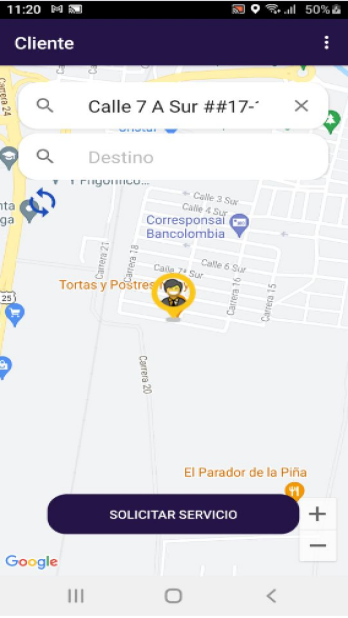 11:20
50%
Cliente
Carrera 24
Calle 7 A Sur ##17-
Destino
Y Frigorífico...
nta
ga
Calle 3 Sur
Calle 4 Sur
Corresponsal
Bancolombia
Carrera 21
Carrera 18
Calle 7ª Sur
Calle 6 Sur
Carrera 16
Carrera 15
Tortas y Postres
25
Carrera 20
El Parador de la Piña
SOLICITAR SERVICIO
+
−
Google